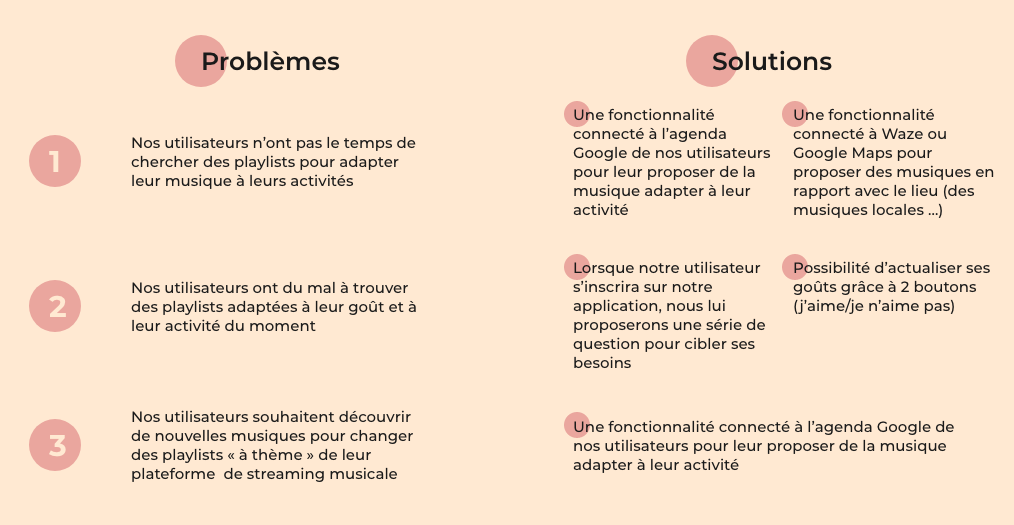 Problèmes
Solutions
1
Nos utilisateurs n’ont pas le temps de
chercher des playlists pour adapter
leur musique à leurs activités
Une fonctionnalité
connecté à l’agenda
Google de nos utilisateurs
pour leur proposer de la
musique adapter à leur
activité
Une fonctionnalité
connecté à Waze ou
Google Maps pour
proposer des musiques en
rapport avec le lieu (des
musiques locales ...)
2
Nos utilisateurs ont du mal à trouver
des playlists adaptées à leur goût et à
leur activité du moment
Lorsque notre utilisateur
s’inscrira sur notre
application, nous lui
proposerons une série de
question pour cibler ses
besoins
Possibilité d’actualiser ses
goûts grâce à 2 boutons
(j’aime/je n’aime pas)
3
Nos utilisateurs souhaitent découvrir
de nouvelles musiques pour changer
des playlists « à thème » de leur
plateforme  de streaming musicale
Une fonctionnalité connecté à l’agenda Google de
nos utilisateurs pour leur proposer de la musique
adapter à leur activité